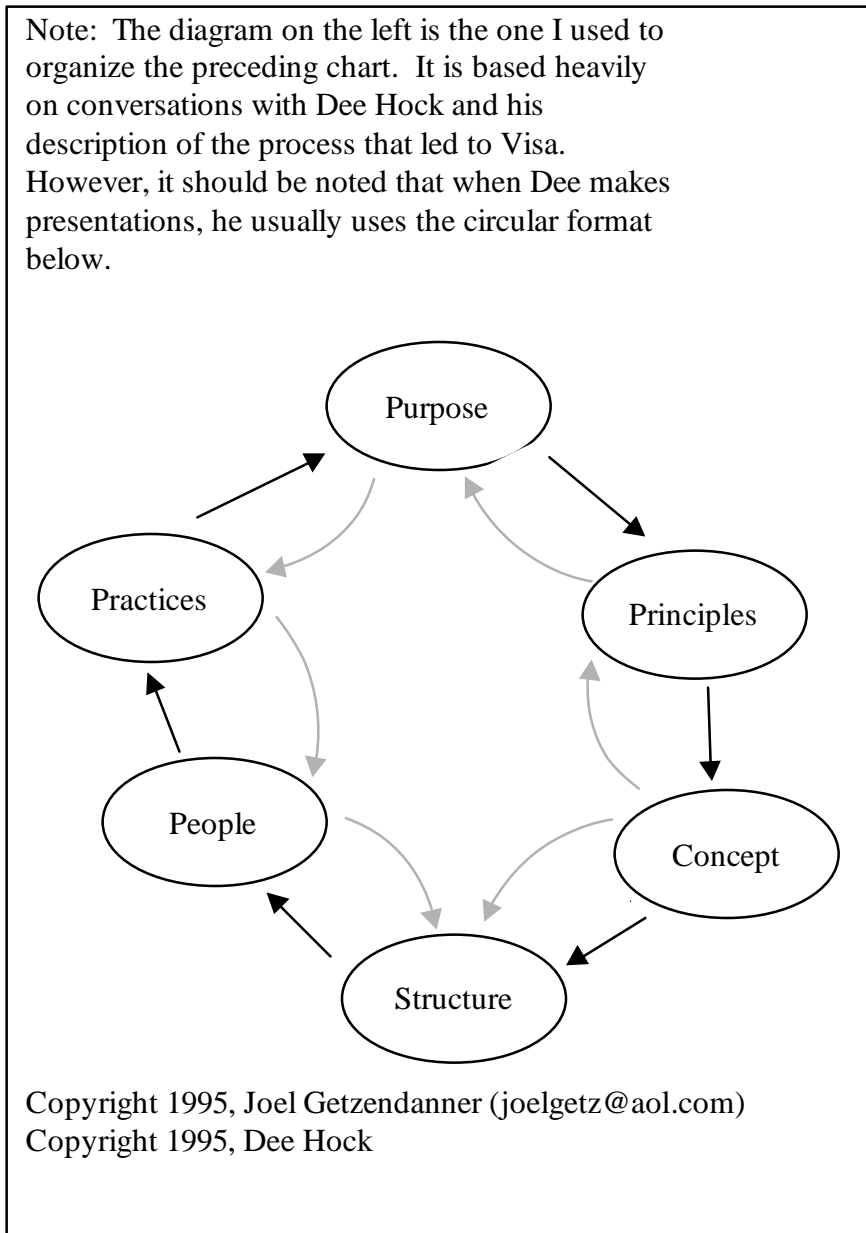 Note:  The diagram on the left is the one I used to
organize the preceding chart.  It is based heavily
on conversations with Dee Hock and his
description of the process that led to Visa.
However, it should be noted that when Dee makes
presentations, he usually uses the circular format
below.
Purpose
Practices
Principles
People
Concept
Structure
Copyright 1995, Joel Getzendanner (joelgetz@aol.com)
Copyright 1995, Dee Hock